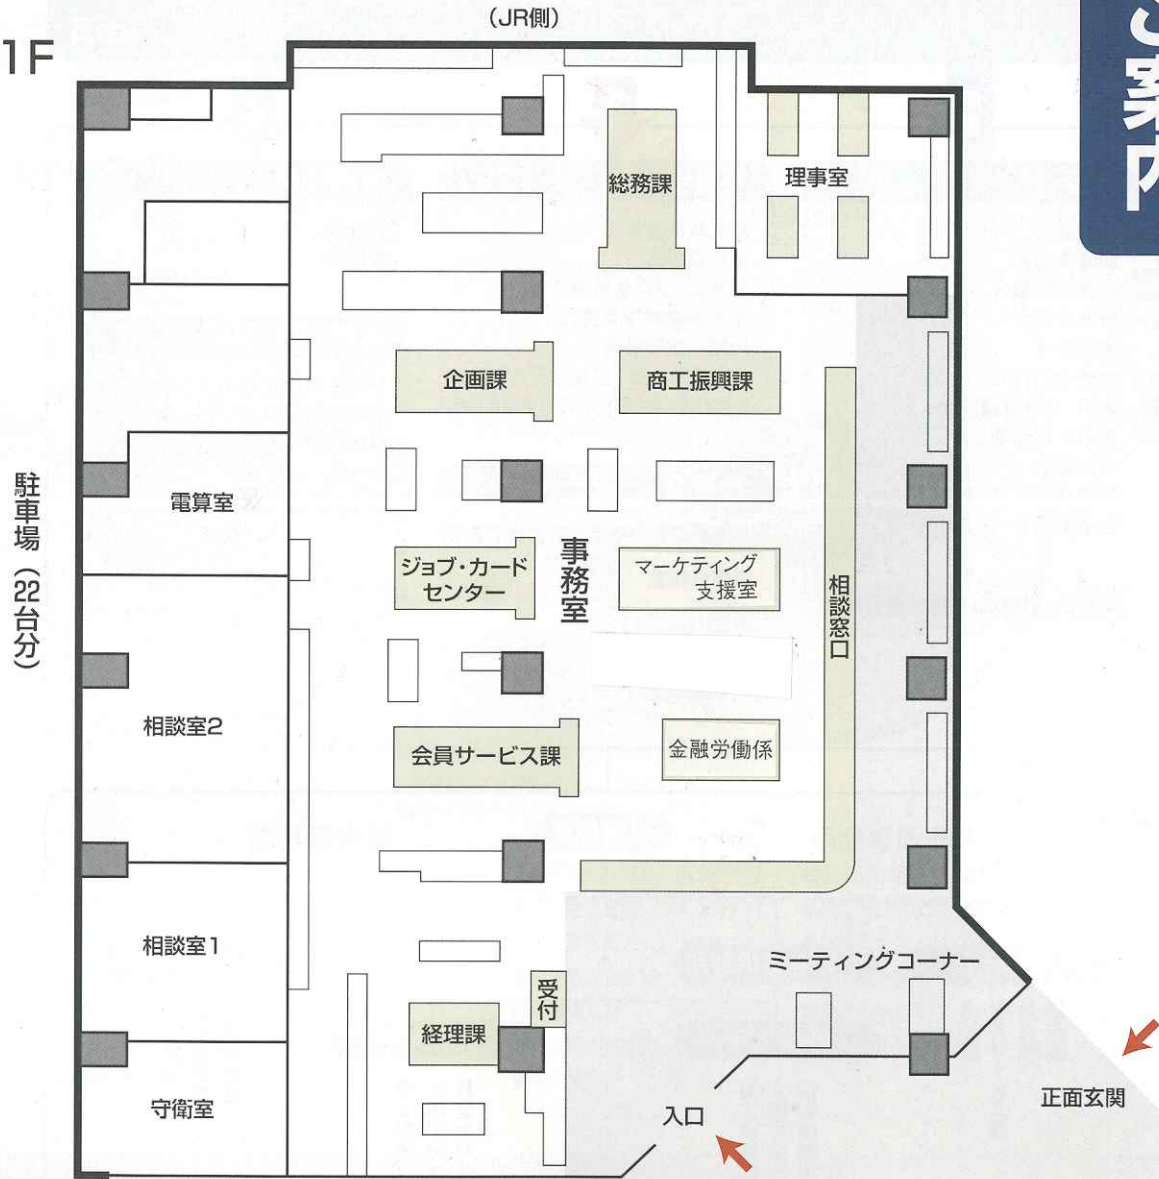 （JR側）
1F
ご案内
総務課
理事室
企画課
商工振興課
駐車場（22台分）
電算室
事務室
ジョブ・カード
センター
マーケティング
支援室
相談窓口
相談室2
会員サービス課
金融労働係
相談室1
ミーティングコーナー
受付
経理課
守衛室
入口
正面玄関